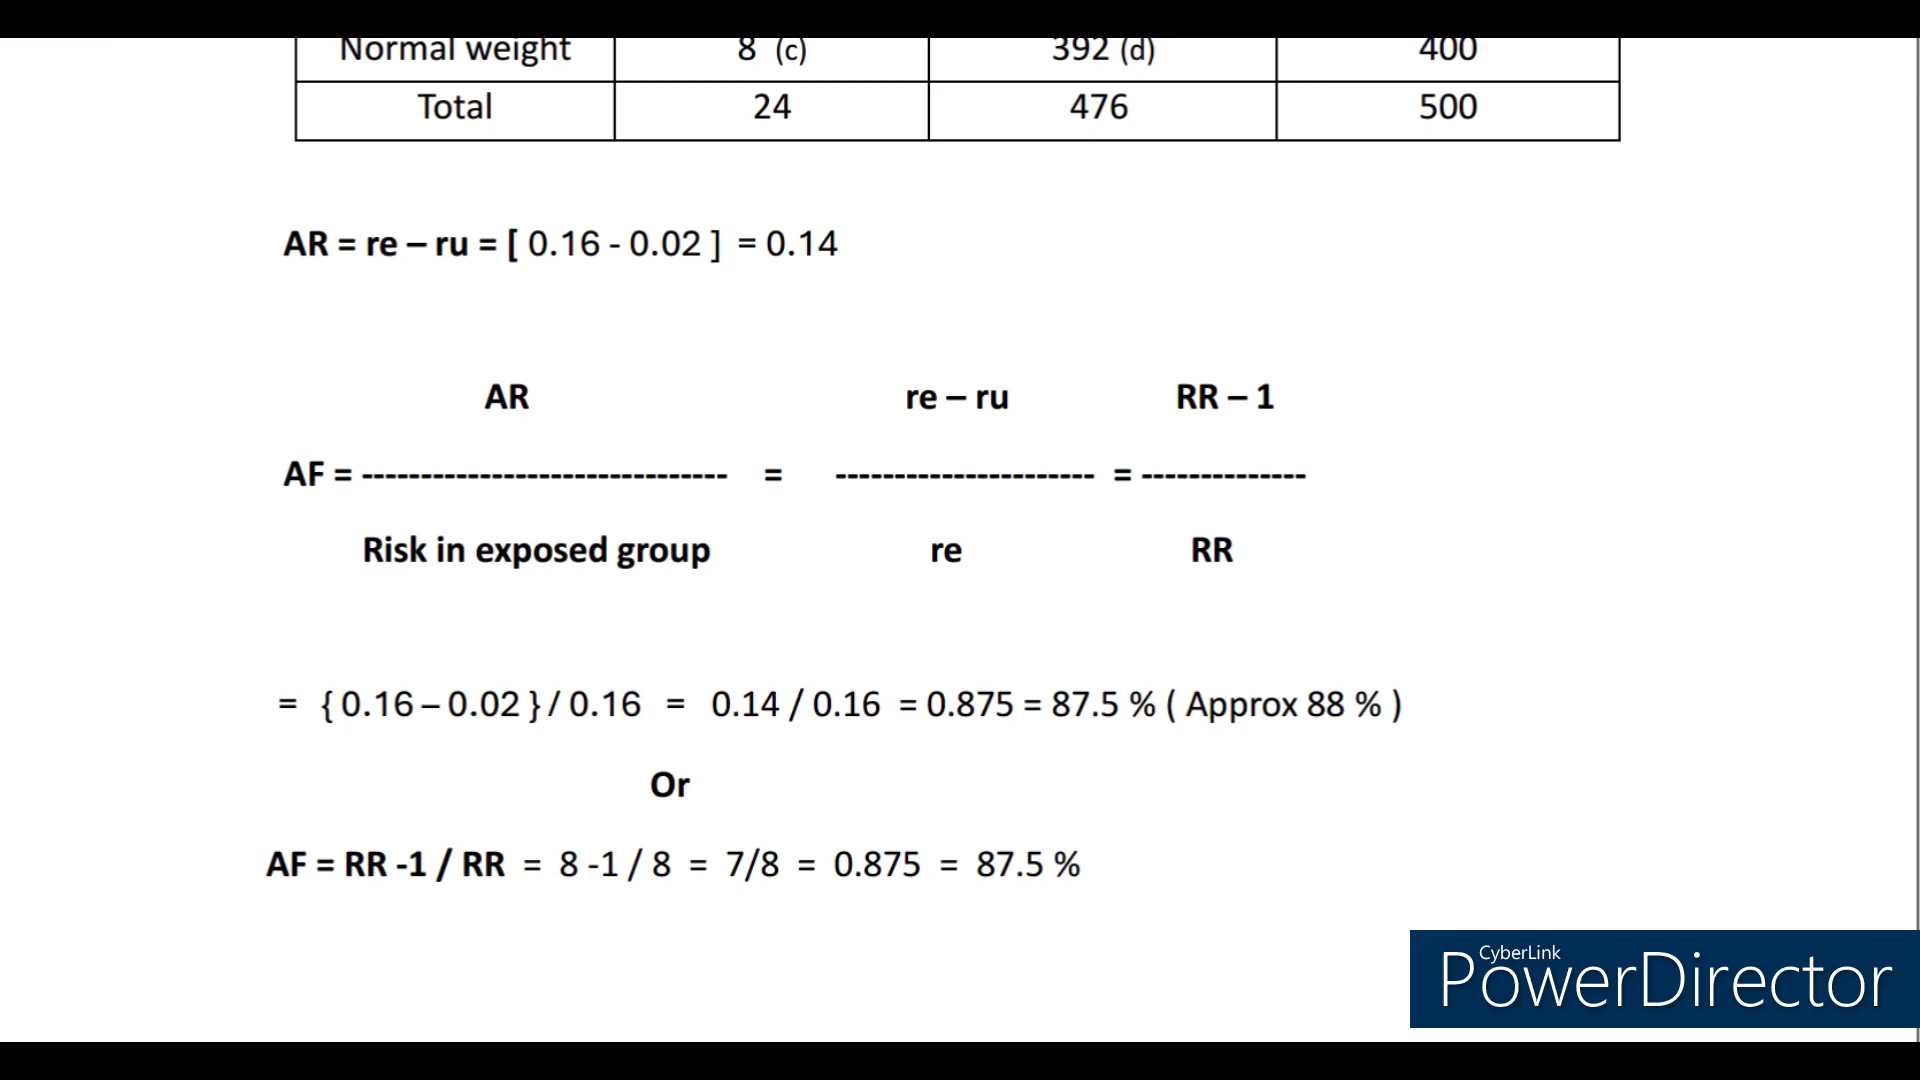 Normal weight 8 (c) 392 (d) 400
Total 24 476 500
AR = re – ru = [ 0.16 - 0.02 ] = 0.14
AR re – ru RR – 1
AF = ------------------------------- = ---------------------- = --------------
Risk in exposed group re RR
= { 0.16 – 0.02 } / 0.16 = 0.14 / 0.16 = 0.875 = 87.5 % ( Approx 88 % )
Or
AF = RR -1 / RR = 8 -1 / 8 = 7/8 = 0.875 = 87.5 %
CyberLink
PowerDirector